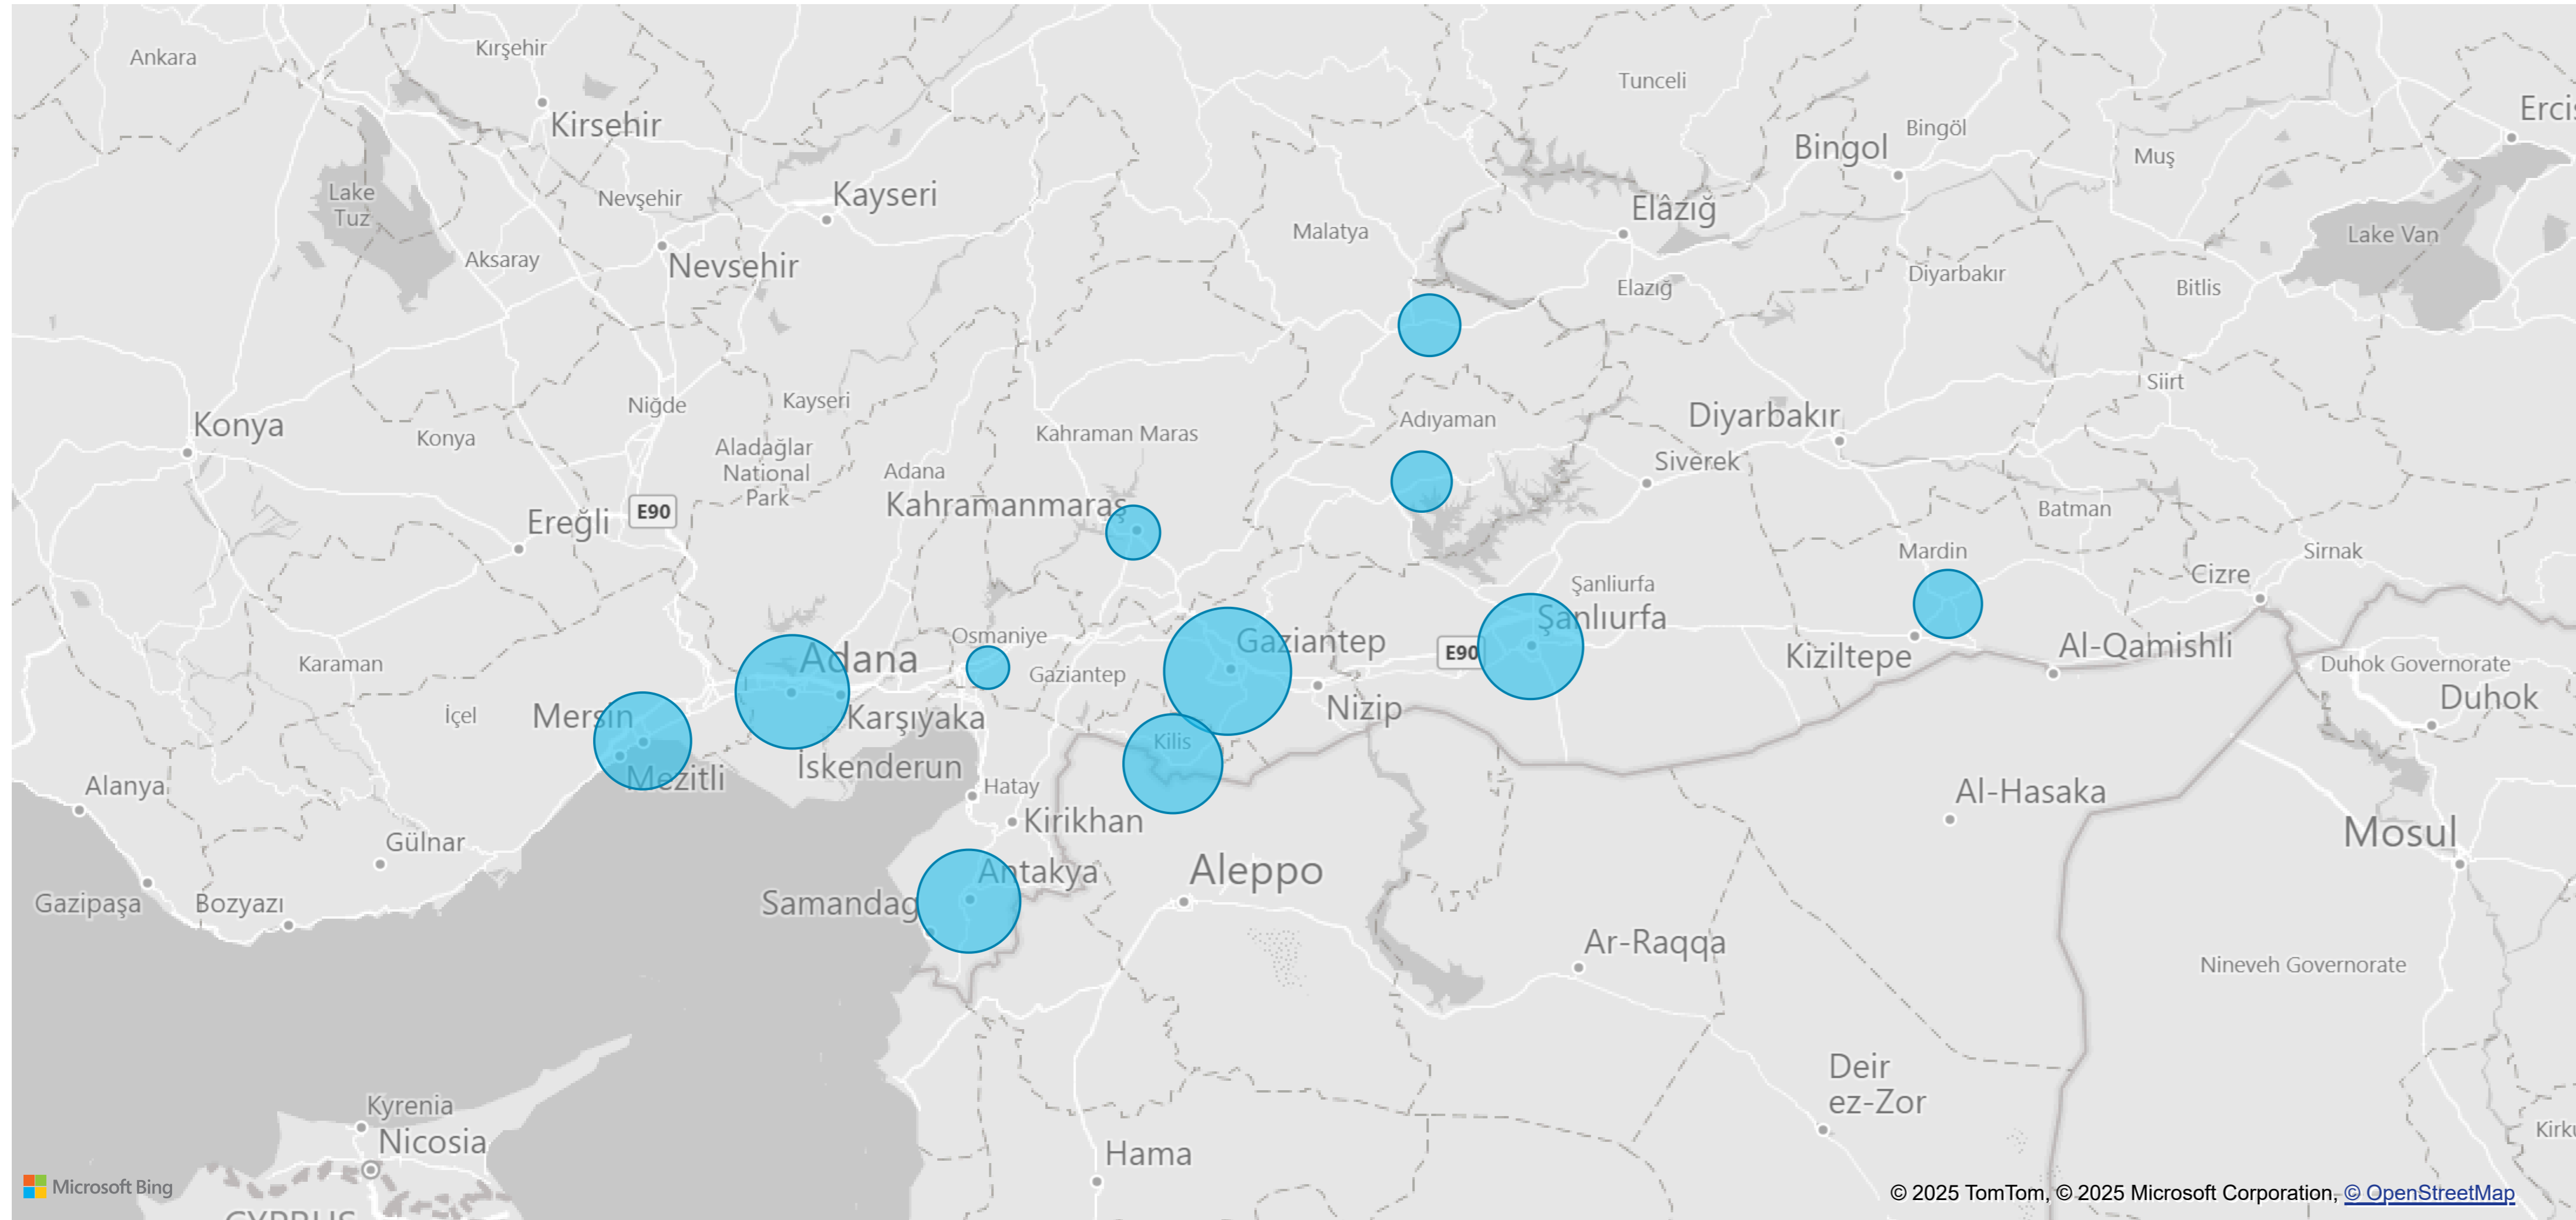 Ankara
Kırşehir
Kirsehir
Tunceli
Bingol
Bingöl
Muş
Lake
Tuz
Nevşehir
Kayseri
Elâzığ
Malatya
Lake Van
Aksaray
Nevsehir
Elazığ
Diyarbakır
Bitlis
Siirt
Konya
Konya
Niğde
Kayseri
Aladağlar
National
Park
Adana
Kahraman Maras
Adıyaman
Diyarbakır
Siverek
Kahramanmaraş
Ereğli
E90
Batman
Mardin
Sirnak
Cizre
Şanlıurfa
Şanlıurfa
Osmaniye
Gaziantep
E90
Kiziltepe
Al-Qamishli
Duhok Governorate
Duhok
Karaman
Adana
Gaziantep
Nizip
İçel
Mersin
Karşıyaka
Mezitli
İskenderun
Kilis
Hatay
Kirikhan
Alanya
Gülnar
Al-Hasaka
Mosul
Antakya
Aleppo
Samandag
Gazipaşa
Bozyazı
Ar-Raqqa
Nineveh Governorate
Deir
ez-Zor
Kyrenia
Nicosia
Hama
Microsoft Bing
© 2025 TomTom, © 2025 Microsoft Corporation, © OpenStreetMap